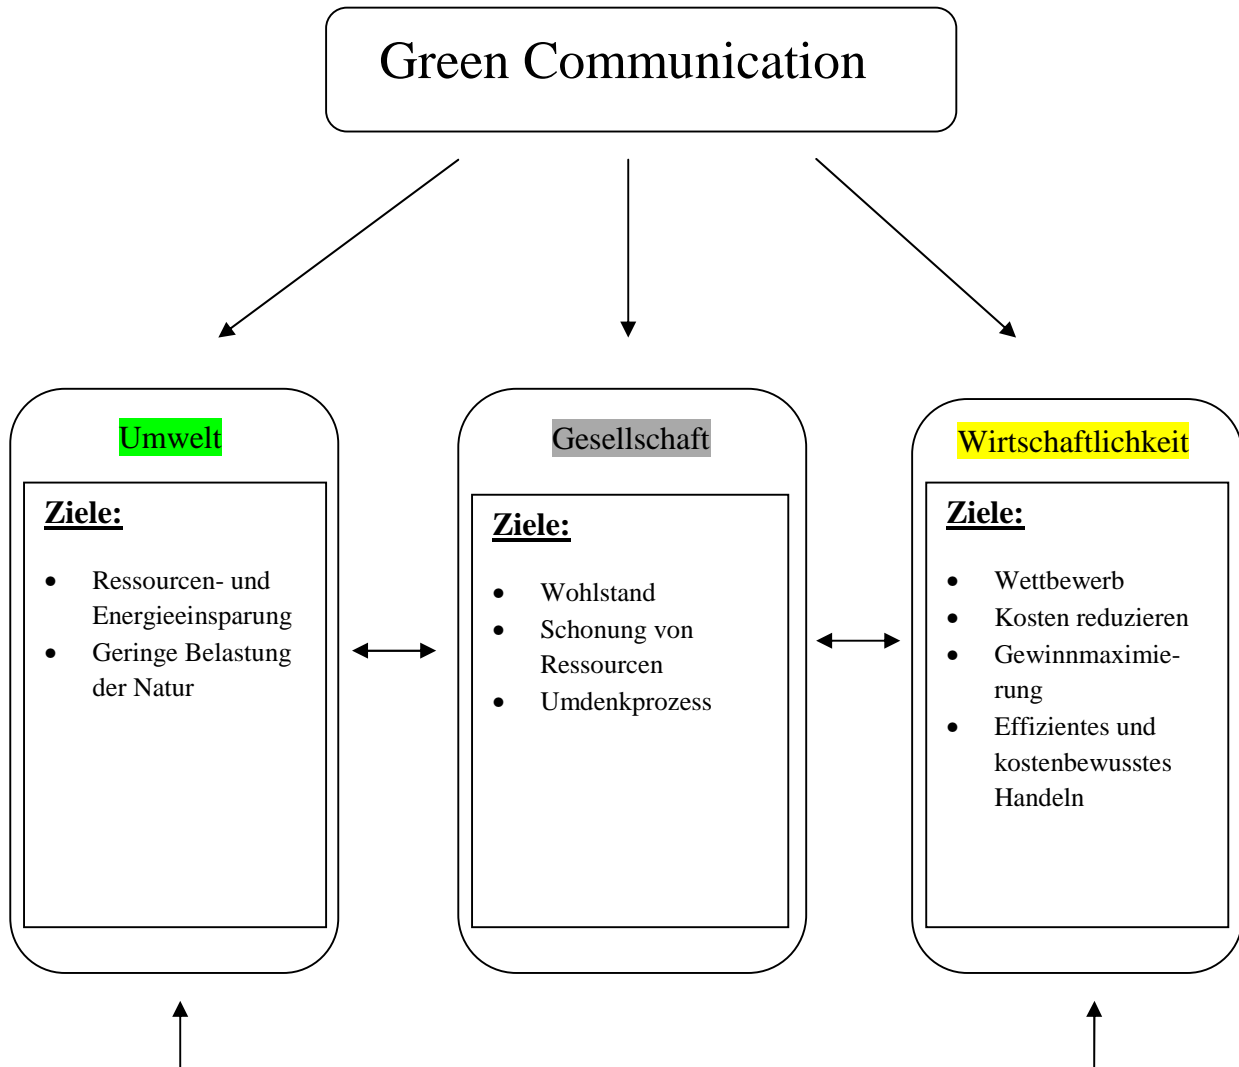 Green Communication
Umwelt
Ziele:
• Ressourcen- und
Energieeinsparung
• Geringe Belastung
der Natur
Gesellschaft
Ziele:
• Wohlstand
• Schonung von
Ressourcen
• Umdenkprozess
Wirtschaftlichkeit
Ziele:
• Wettbewerb
• Kosten reduzieren
• Gewinnmaximie-
rung
• Effizientes und
kostenbewusstes
Handeln